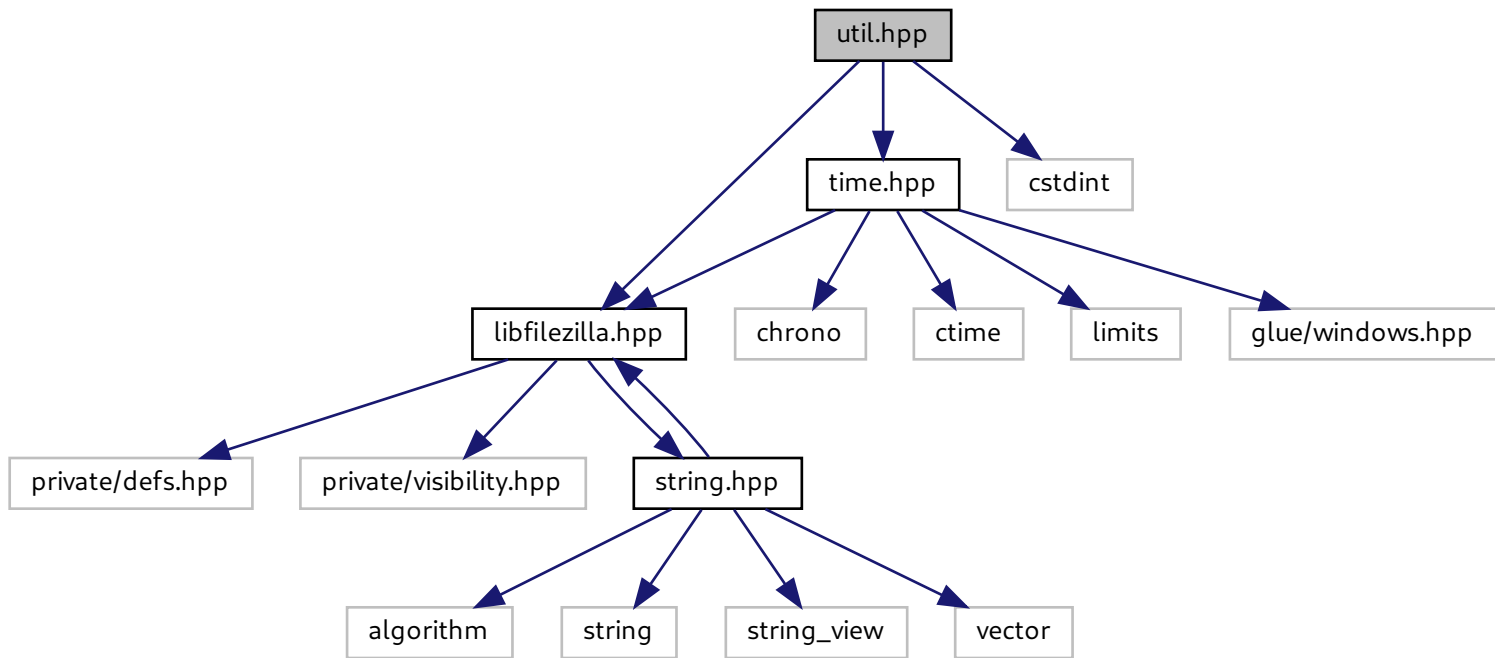 util.hpp
time.hpp
cstdint
libfilezilla.hpp
chrono
ctime
limits
glue/windows.hpp
private/defs.hpp
private/visibility.hpp
string.hpp
algorithm
string
string_view
vector